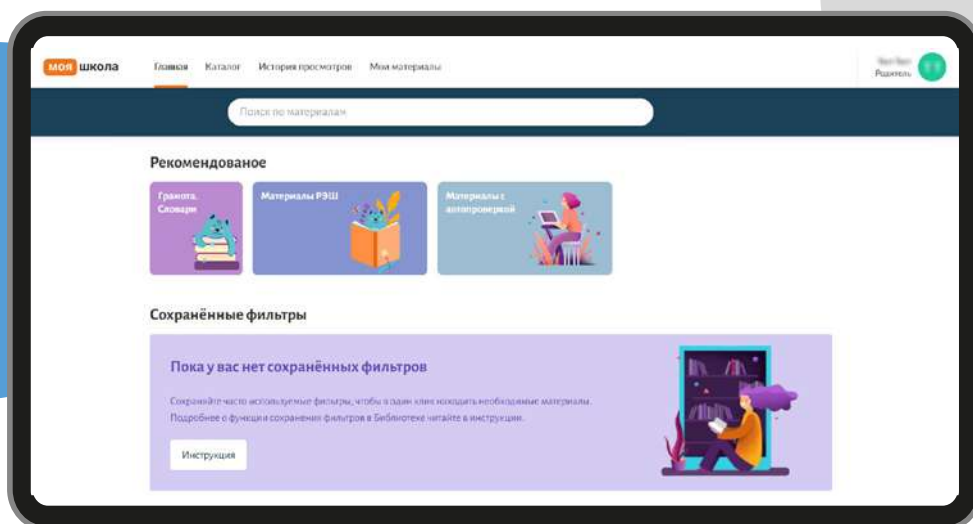 моя школа
Главная Каталог История просмотров Мои материалы
Родитель
Поиск по материалам
Рекомендованое
Грамота.
Словари
Материалы РЭШ
Материалы с
автопроверкой
Сохранённые фильтры
Пока у вас нет сохранённых фильтров
Сохраняйте часто используемые фильтры, чтобы в один клик находить необходимые материалы.
Подробнее о функции сохранения фильтров в Библиотеке читайте в инструкции.
Инструкция